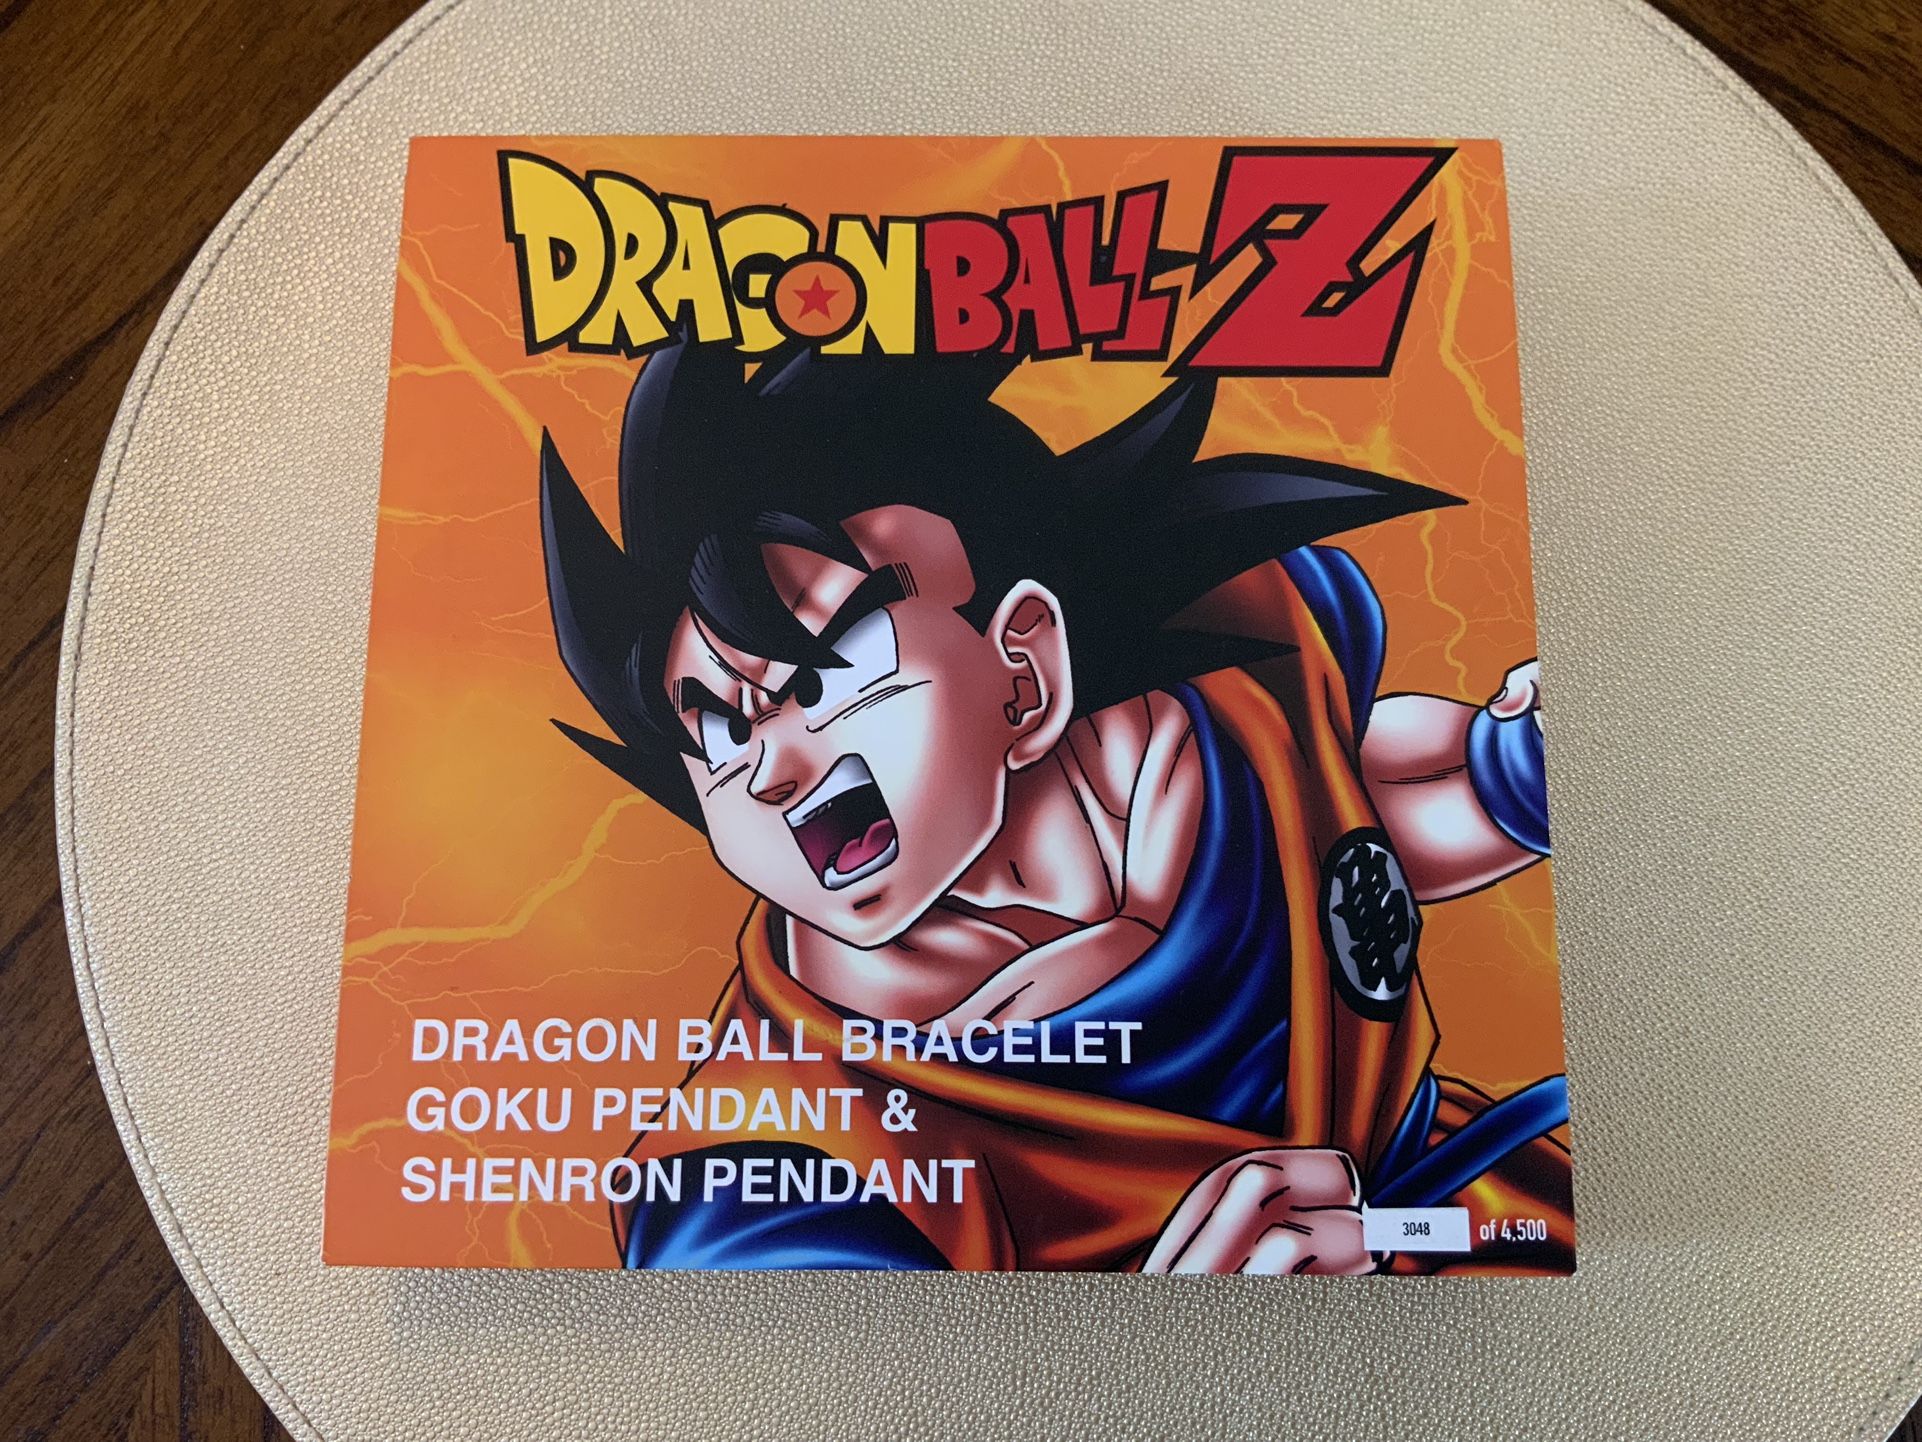 DRAGON BALL Z
DRAGON BALL BRACELET
GOKU PENDANT &
SHENRON PENDANT
3048 of 4,500